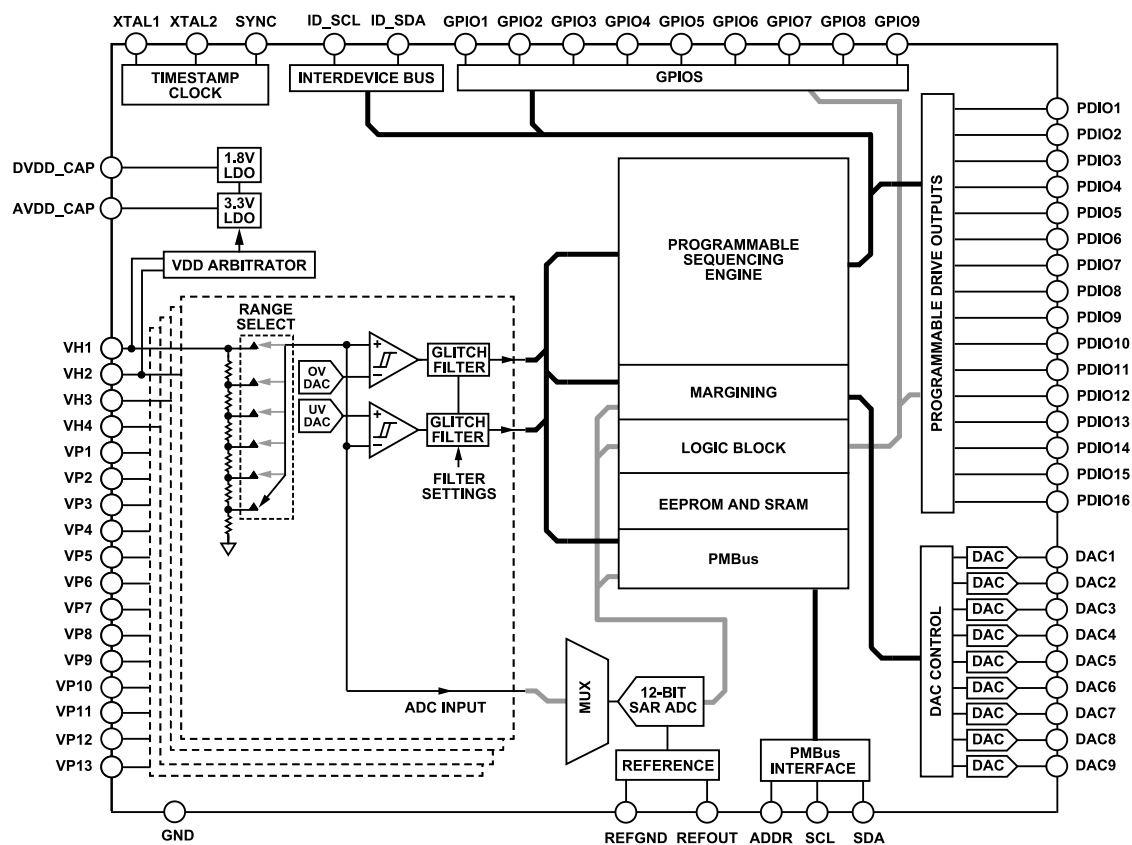 XTAL1 XTAL2 SYNC ID_SCL ID_SDA GPIO1 GPIO2 GPIO3 GPIO4 GPIO5 GPIO6 GPIO7 GPIO8 GPIO9
TIMESTAMP
CLOCK
INTERDEVICE BUS
GPIOS
DVDD_CAP
AVDD_CAP
1.8V
LDO
3.3V
LDO
VDD ARBITRATOR
VH1
VH2
VH3
VH4
VP1
VP2
VP3
VP4
VP5
VP6
VP7
VP8
VP9
VP10
VP11
VP12
VP13
RANGE
SELECT
OV
DAC
UV
DAC
+
–
+
–
GLITCH
FILTER
GLITCH
FILTER
FILTER
SETTINGS
ADC INPUT
MUX
12-BIT
SAR ADC
REFERENCE
PROGRAMMABLE
SEQUENCING
ENGINE
MARGINING
LOGIC BLOCK
EEPROM AND SRAM
PMBus
PMBus
INTERFACE
PROGRAMMABLE DRIVE OUTPUTS
PDIO1
PDIO2
PDIO3
PDIO4
PDIO5
PDIO6
PDIO7
PDIO8
PDIO9
PDIO10
PDIO11
PDIO12
PDIO13
PDIO14
PDIO15
PDIO16
DAC CONTROL
DAC DAC1
DAC DAC2
DAC DAC3
DAC DAC4
DAC DAC5
DAC DAC6
DAC DAC7
DAC DAC8
DAC DAC9
GND REFGND REFOUT ADDR SCL SDA